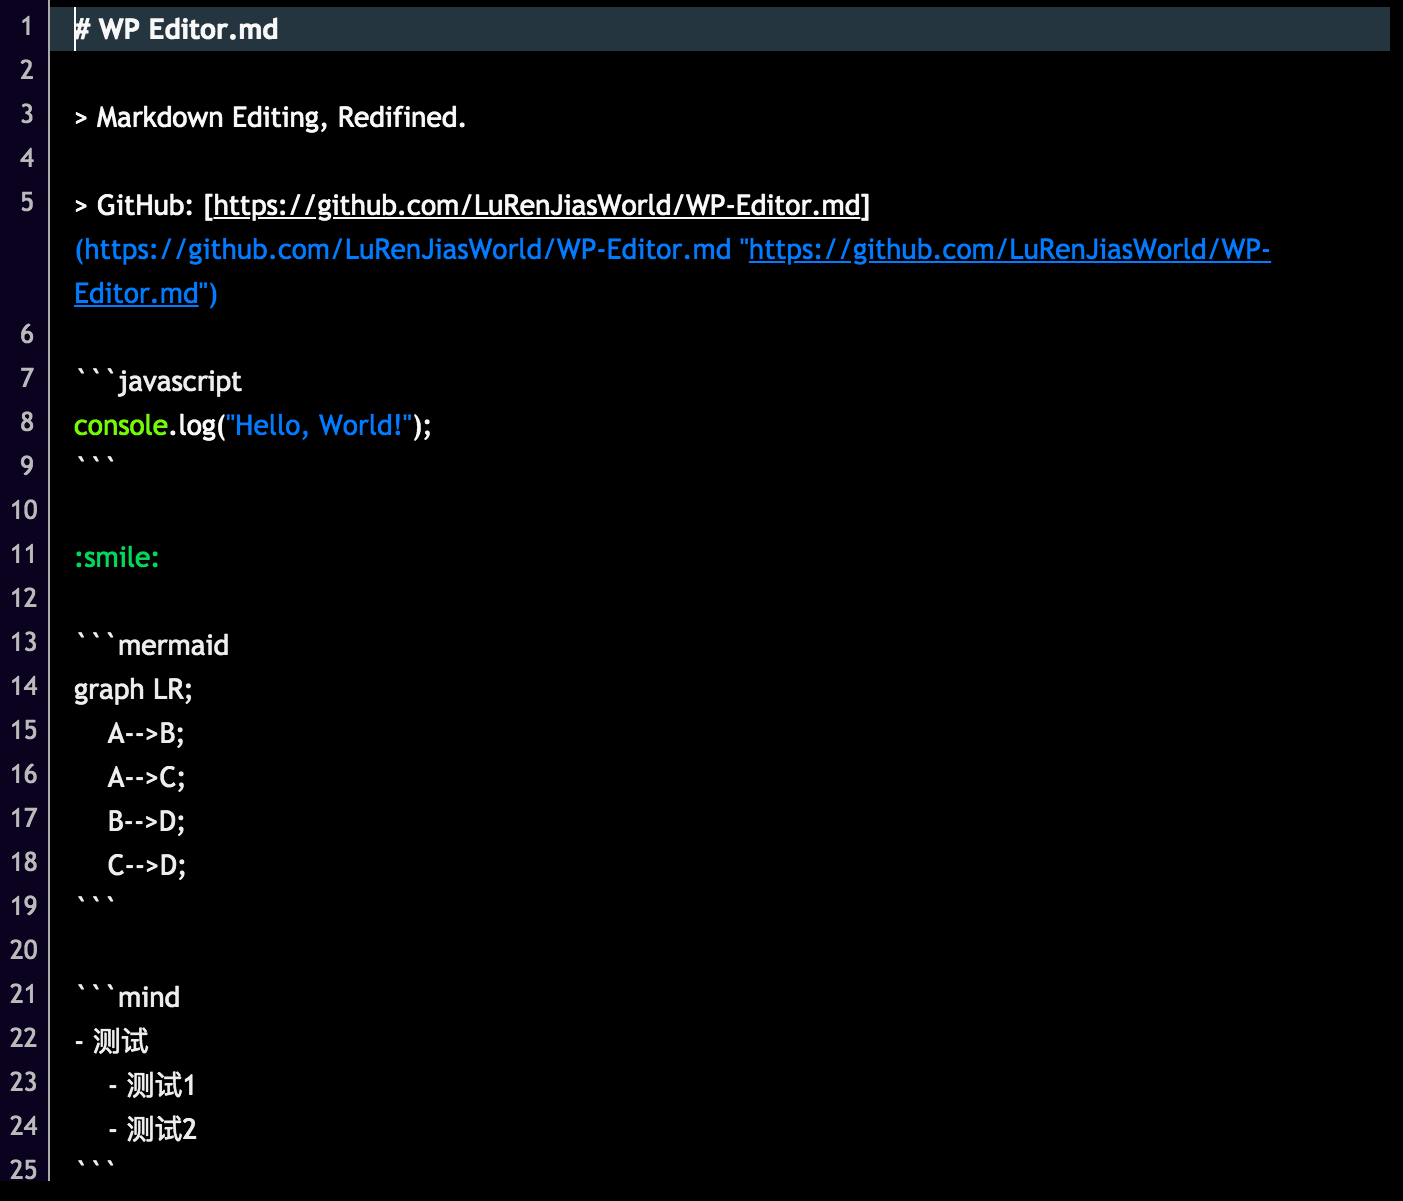 1 # WP Editor.md
2
3 > Markdown Editing, Redifined.
4
5 > GitHub: [https://github.com/LuRenJiasWorld/WP-Editor.md]
(https://github.com/LuRenJiasWorld/WP-Editor.md "https://github.com/LuRenJiasWorld/WP-
Editor.md")
6
7 ```javascript
8 console.log("Hello, World!");
9 ```
10
11 :smile:
12
13 ```mermaid
14 graph LR;
15     A-->B;
16     A-->C;
17     B-->D;
18     C-->D;
19 ```
20
21 ```mind
22 - 测试
23     - 测试1
24     - 测试2
25 ```